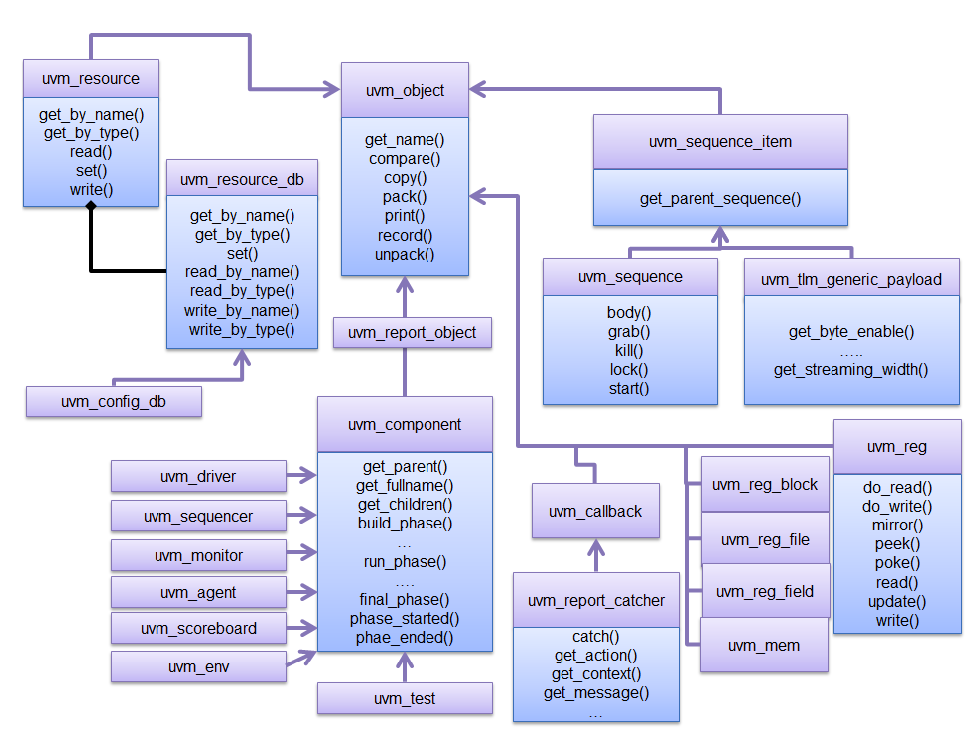 uvm_resource
get_by_name()
get_by_type()
read()
set()
write()
uvm_resource_db
get_by_name()
get_by_type()
set()
read_by_name()
read_by_type()
write_by_name()
write_by_type()
uvm_config_db
uvm_object
get_name()
compare()
copy()
pack()
print()
record()
unpack()
uvm_report_object
uvm_component
get_parent()
get_fullname()
get_children()
build_phase()
...
run_phase()
....
final_phase()
phase_started()
phae_ended()
uvm_driver
uvm_sequencer
uvm_monitor
uvm_agent
uvm_scoreboard
uvm_env
uvm_test
uvm_sequence_item
get_parent_sequence()
uvm_sequence
body()
grab()
kill()
lock()
start()
uvm_tlm_generic_payload
get_byte_enable()
.....
get_streaming_width()
uvm_callback
uvm_report_catcher
catch()
get_action()
get_context()
get_message()
...
uvm_reg_block
uvm_reg_file
uvm_reg_field
uvm_mem
uvm_reg
do_read()
do_write()
mirror()
peek()
poke()
read()
update()
write()